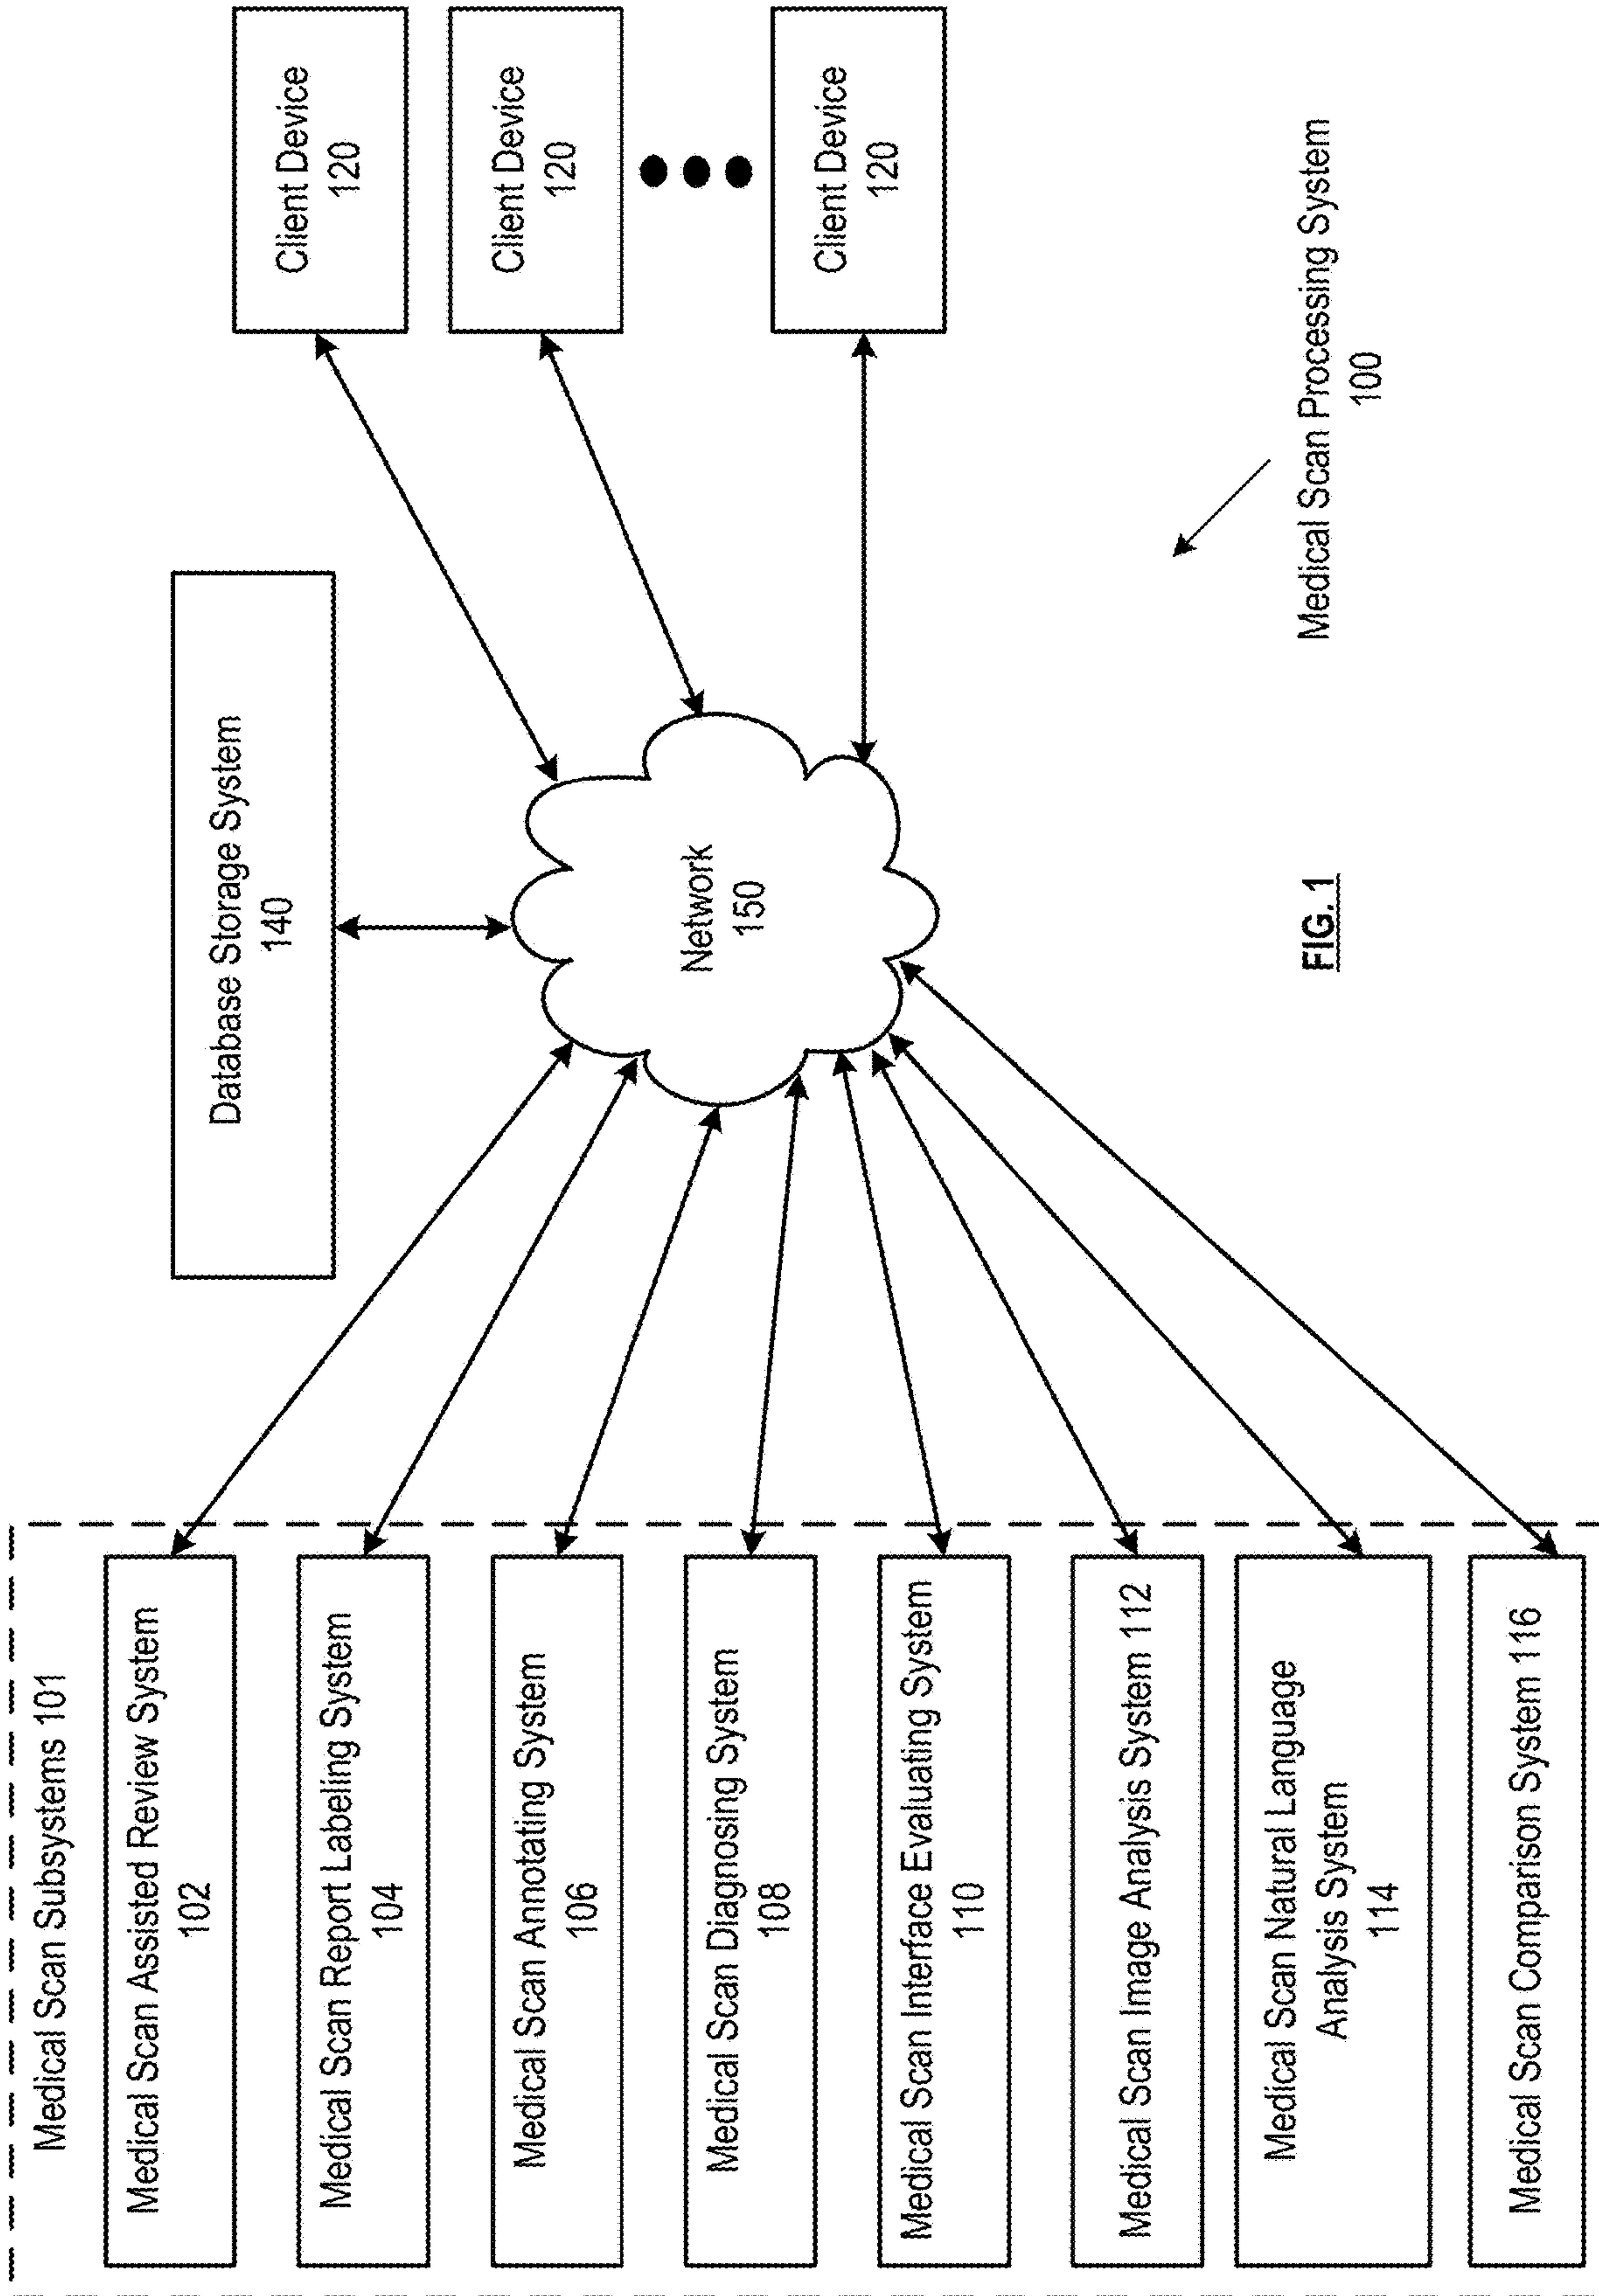 Medical Scan Subsystems 101
Medical Scan Assisted Review System
102
Medical Scan Report Labeling System
104
Medical Scan Annotating System
106
Medical Scan Diagnosing System
108
Medical Scan Interface Evaluating System
110
Medical Scan Image Analysis System 112
Medical Scan Natural Language
Analysis System
114
Medical Scan Comparison System 116
Database Storage System
140
Network
150
Client Device
120
Client Device
120
Client Device
120
Medical Scan Processing System
100
FIG. 1